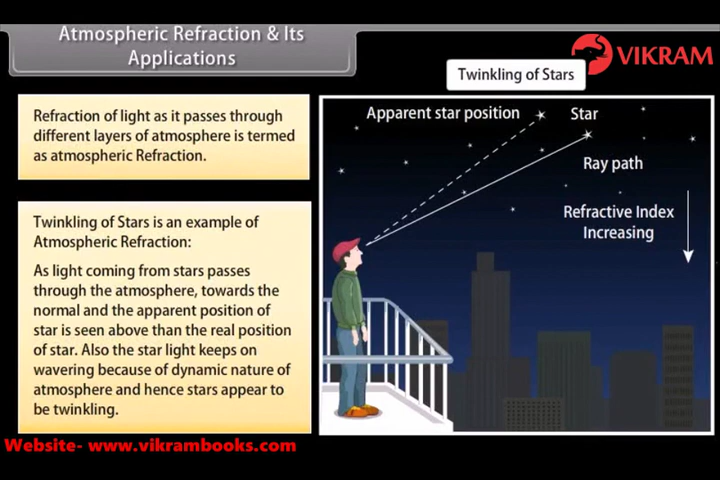 Atmospheric Refraction & Its
Applications
VIKRAM
Twinkling of Stars
Refraction of light as it passes through
different layers of atmosphere is termed
as atmospheric Refraction.
Twinkling of Stars is an example of
Atmospheric Refraction:
As light coming from stars passes
through the atmosphere, towards the
normal and the apparent position of
star is seen above than the real position
of star. Also the star light keeps on
wavering because of dynamic nature of
atmosphere and hence stars appear to
be twinkling.
Apparent star position
Star
Ray path
Refractive Index
Increasing
Website- www.vikrambooks.com